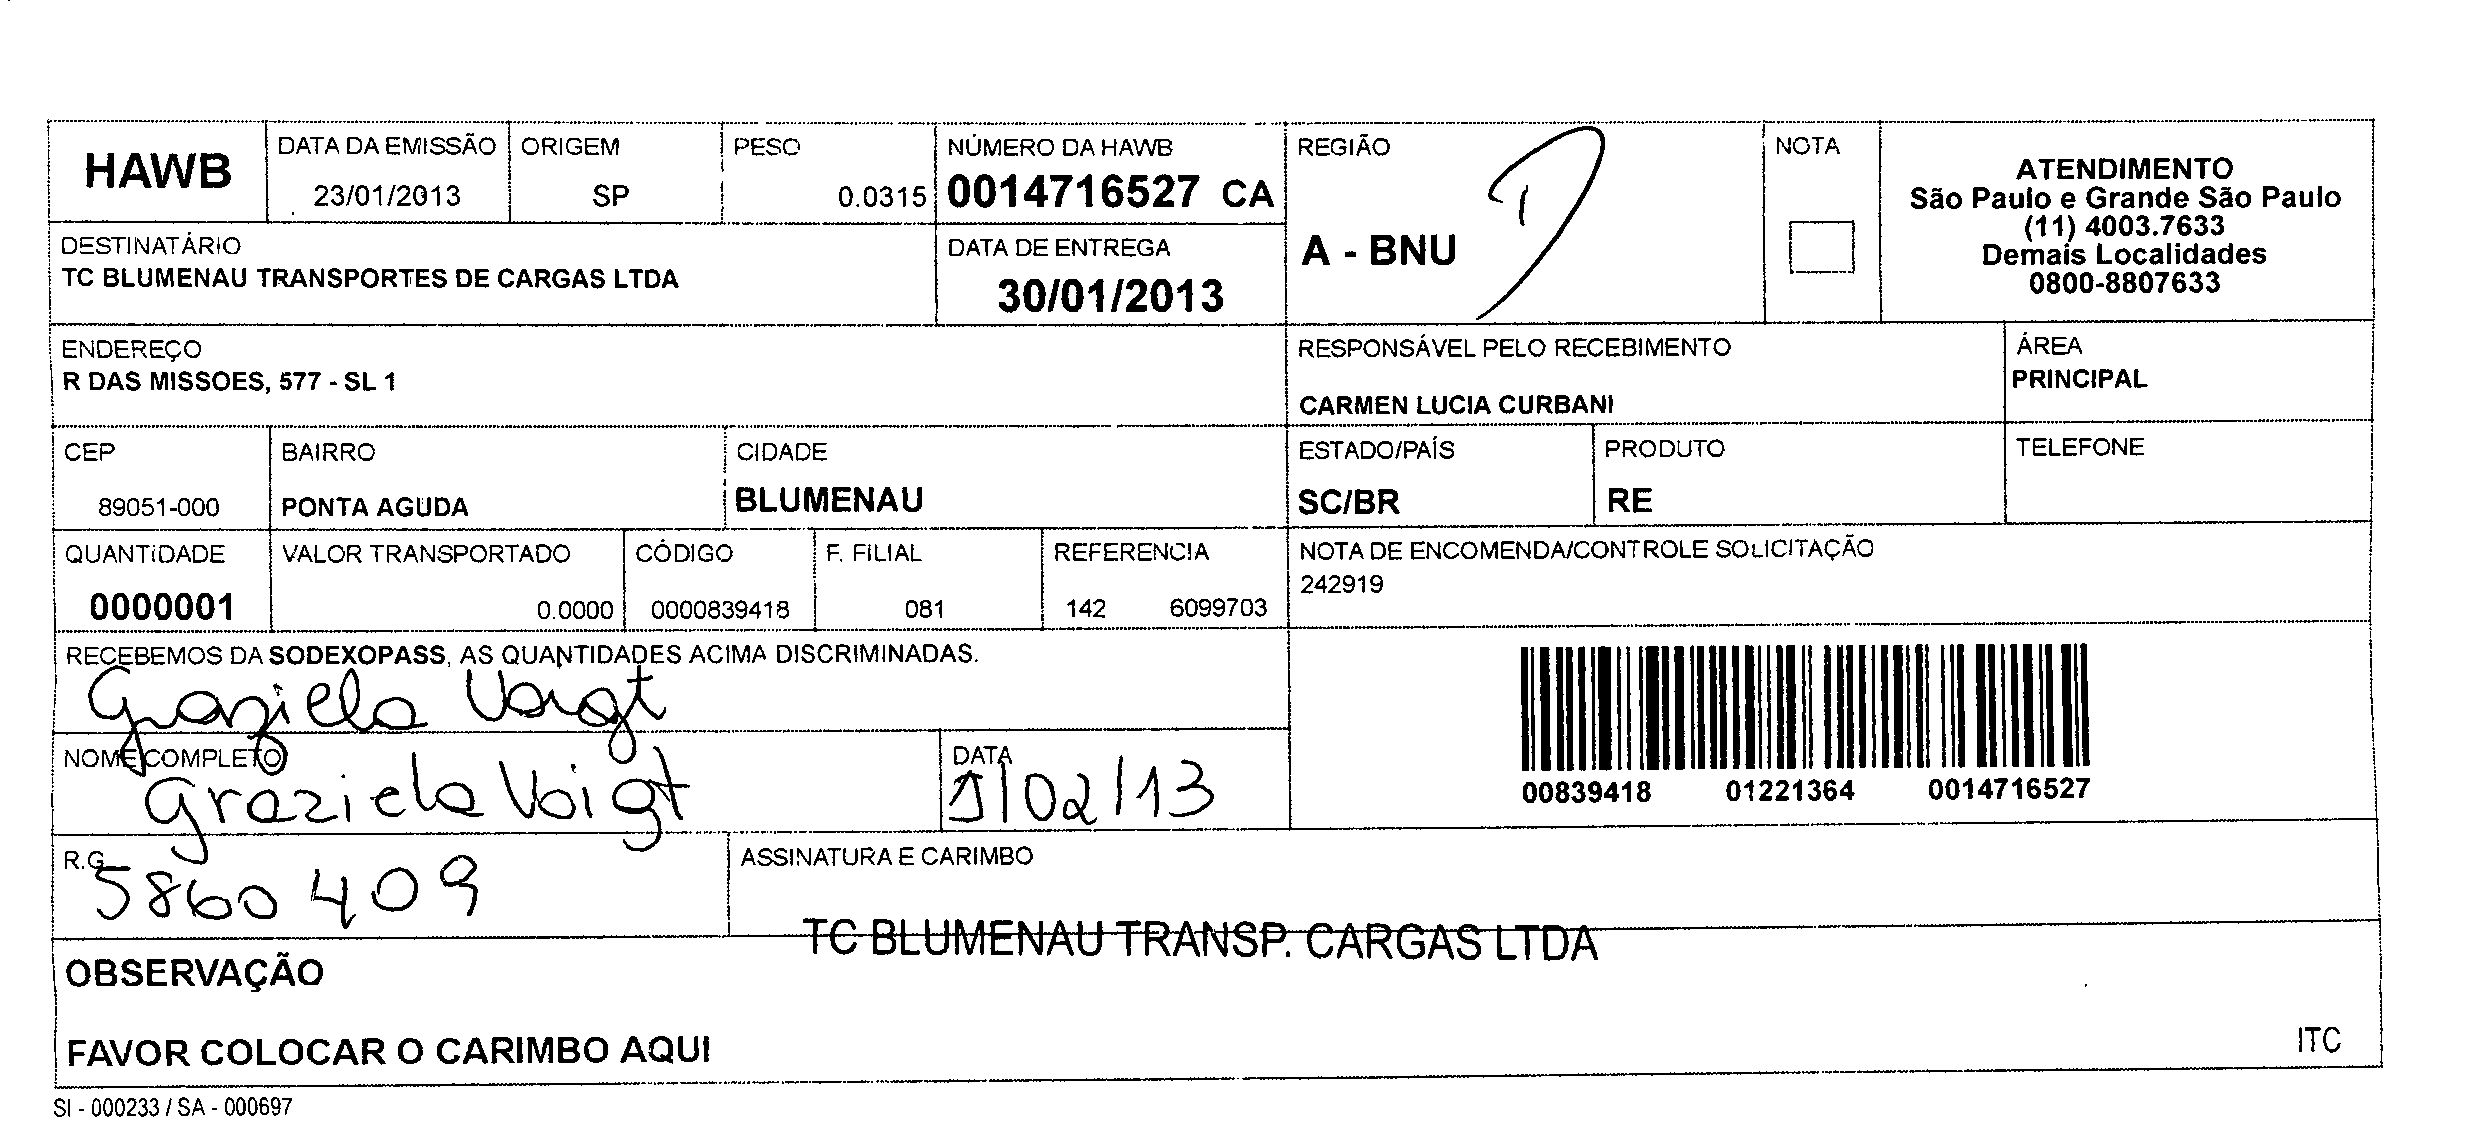 HAWB
DATA DA EMISSÃO
23/01/2013
ORIGEM
SP
PESO
0.0315
NÚMERO DA HAWB
0014716527 CA
REGIÃO
A - BNU
NOTA
ATENDIMENTO
São Paulo e Grande São Paulo
(11) 4003.7633
Demais Localidades
0800-8807633
DESTINATÁRIO
TC BLUMENAU TRANSPORTES DE CARGAS LTDA
DATA DE ENTREGA
30/01/2013
ENDEREÇO
R DAS MISSOES, 577 - SL 1
RESPONSÁVEL PELO RECEBIMENTO
CARMEN LUCIA CURBANI
ÁREA
PRINCIPAL
CEP
89051-000
BAIRRO
PONTA AGUDA
CIDADE
BLUMENAU
ESTADO/PAÍS
SC/BR
PRODUTO
RE
TELEFONE
QUANTIDADE
0000001
VALOR TRANSPORTADO
0.0000
CÓDIGO
0000839418
F. FILIAL
081
REFERENCIA
142 6099703
NOTA DE ENCOMENDA/CONTROLE SOLICITAÇÃO
242919
RECEBEMOS DA SODEXOPASS, AS QUANTIDADES ACIMA DISCRIMINADAS.
Graziela Voigt
NOME COMPLETO
Graziela Voigt
DATA
1/02/13
00839418 01221364 0014716527
R.G.
5860409
ASSINATURA E CARIMBO
TC BLUMENAU TRANSP. CARGAS LTDA
OBSERVAÇÃO
FAVOR COLOCAR O CARIMBO AQUI
ITC
SI - 000233 / SA - 000697